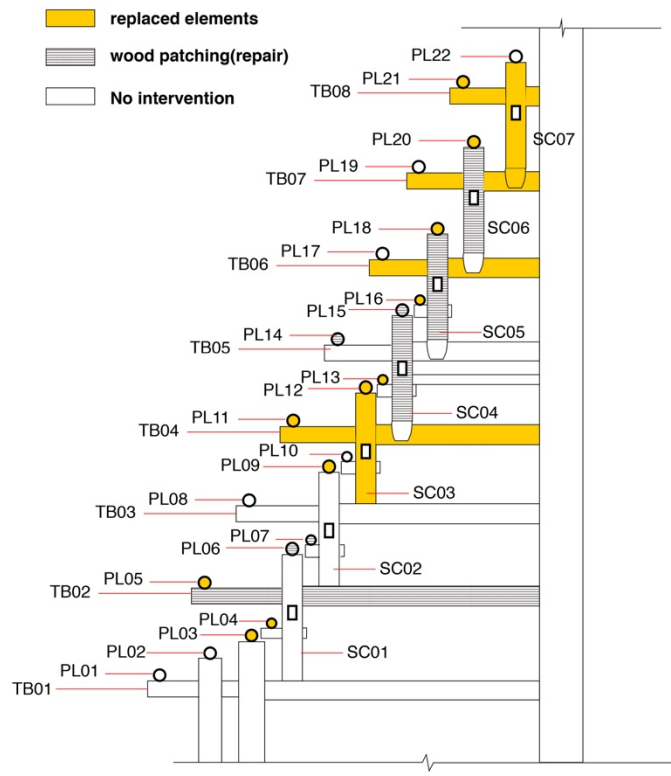 replaced elements
wood patching(repair)
No intervention
PL22
PL21
TB08
PL20
SC07
PL19
TB07
PL18
SC06
PL17
TB06
PL16
PL15
PL14
SC05
TB05
PL13
PL12
PL11
SC04
TB04
PL10
PL09
SC03
PL08
TB03
PL07
PL06
SC02
PL05
TB02
PL04
PL03
PL02
SC01
PL01
TB01